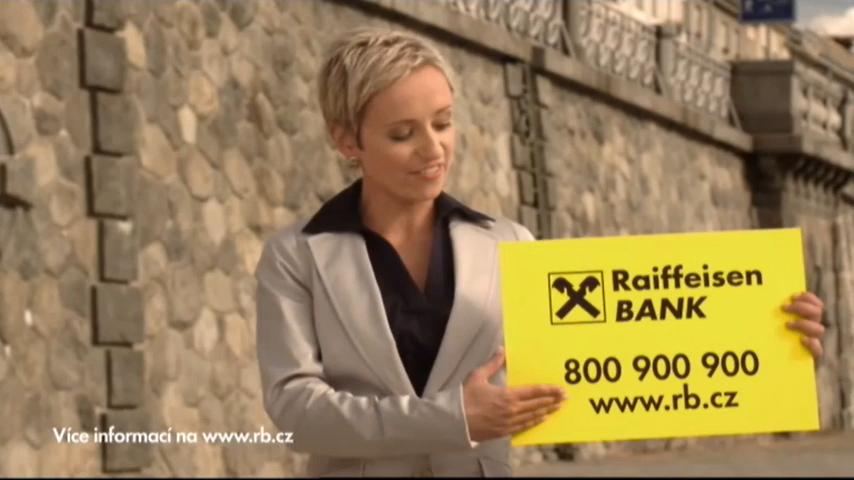 Raiffeisen
BANK
800 900 900
www.rb.cz
Více informací na www.rb.cz